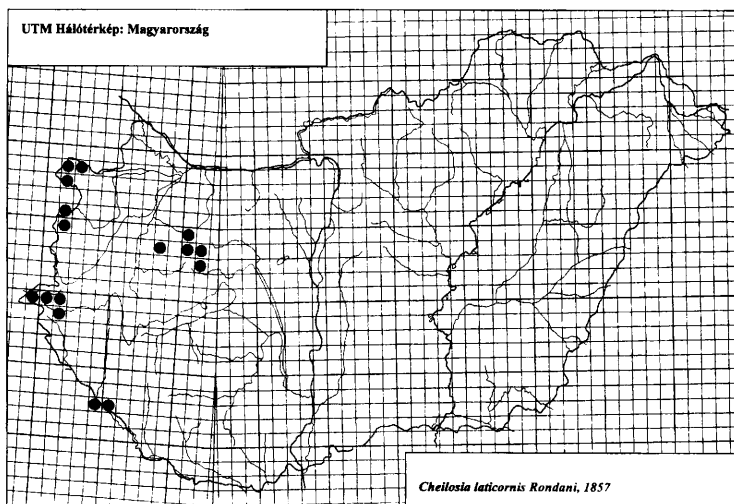 UTM Hálótérkép: Magyarország
Cheilosia laticornis Rondani, 1857